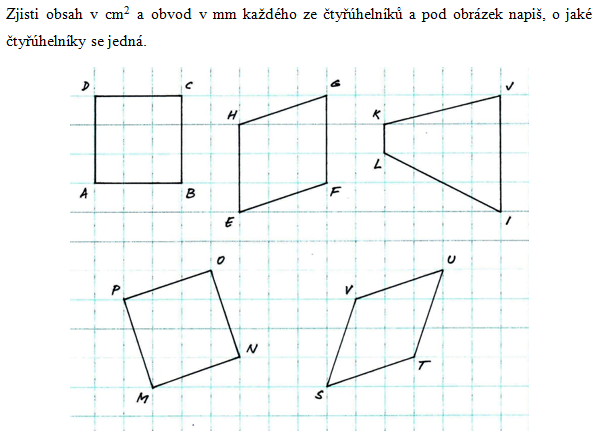 Zjisti obsah v cm² a obvod v mm každého ze čtyřúhelníků a pod obrázek napiš, o jaké
čtyřúhelníky se jedná.
D C G J
H K
L
A B F
E I
O
P V U
N
T
M S